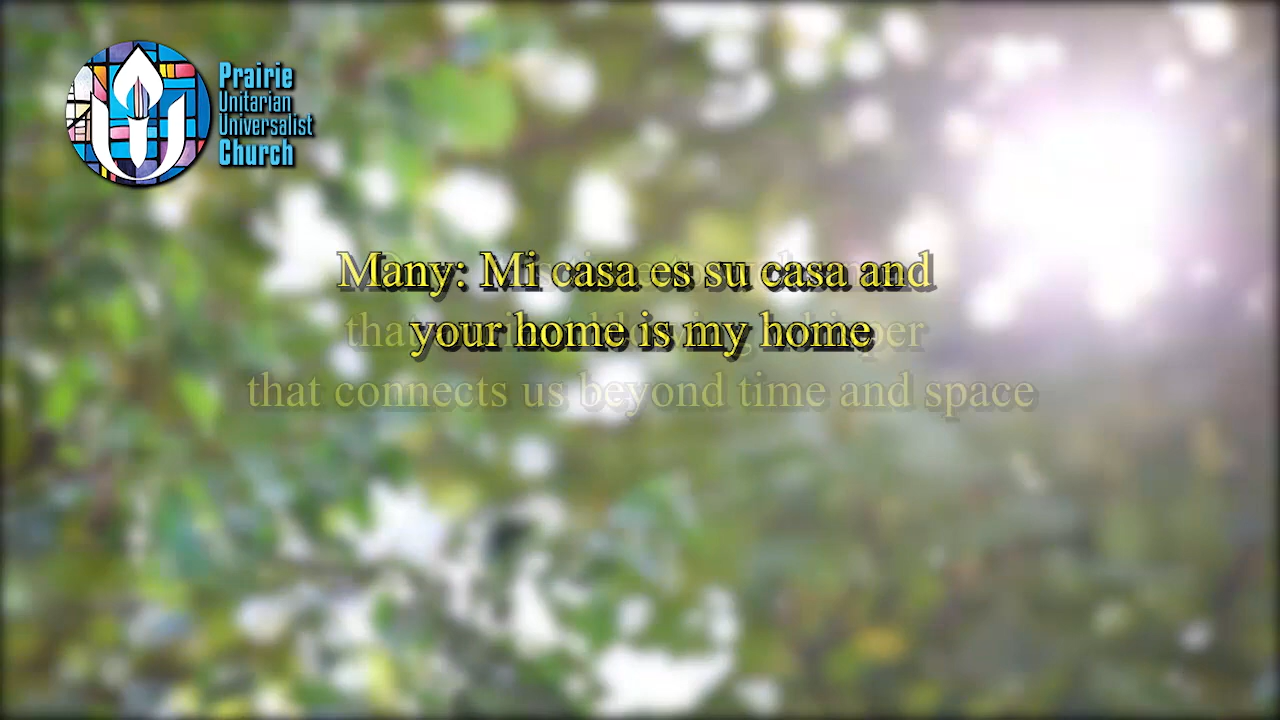 Prairie
Unitarian
Universalist
Church
Many: Mi casa es su casa and
your home is my home
that connects us beyond time and space